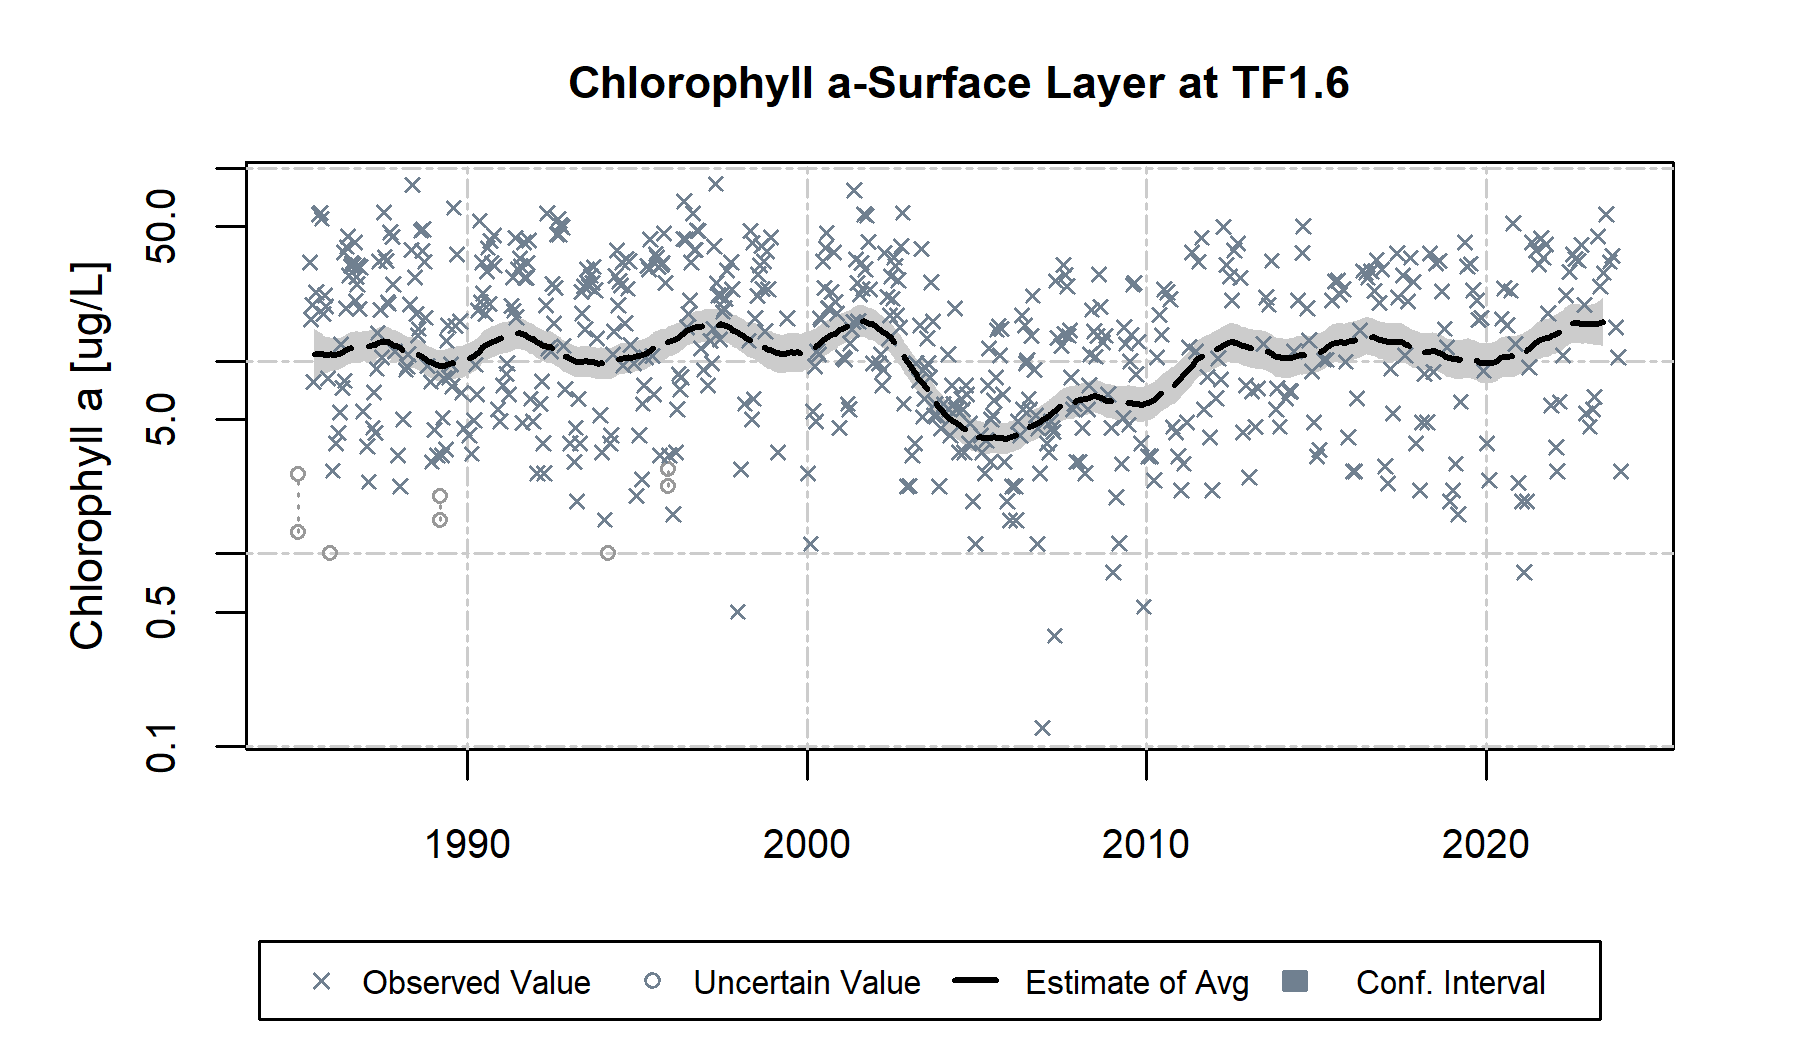 Chlorophyll a-Surface Layer at TF1.6
Chlorophyll a [ug/L]
50.0
5.0
0.5
0.1
1990 2000 2010 2020
Observed Value Uncertain Value Estimate of Avg Conf. Interval